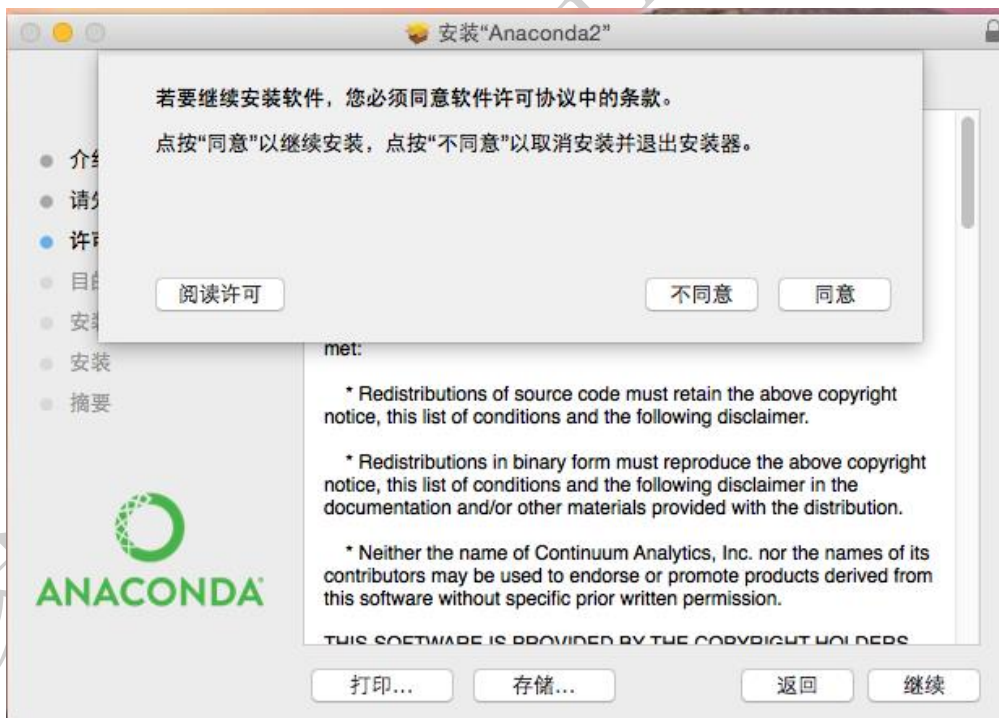 安装“Anaconda2”
若要继续安装软件，您必须同意软件许可协议中的条款。
点按“同意”以继续安装，点按“不同意”以取消安装并退出安装器。
阅读许可
不同意
同意
介
请
许
目
安
安装
摘要
ANACONDA
met:
* Redistributions of source code must retain the above copyright
notice, this list of conditions and the following disclaimer.
* Redistributions in binary form must reproduce the above copyright
notice, this list of conditions and the following disclaimer in the
documentation and/or other materials provided with the distribution.
* Neither the name of Continuum Analytics, Inc. nor the names of its
contributors may be used to endorse or promote products derived from
this software without specific prior written permission.
THIS SOFTWARE IS PROVIDED BY THE COPYRIGHT HOLDERS
打印...
存储...
返回
继续